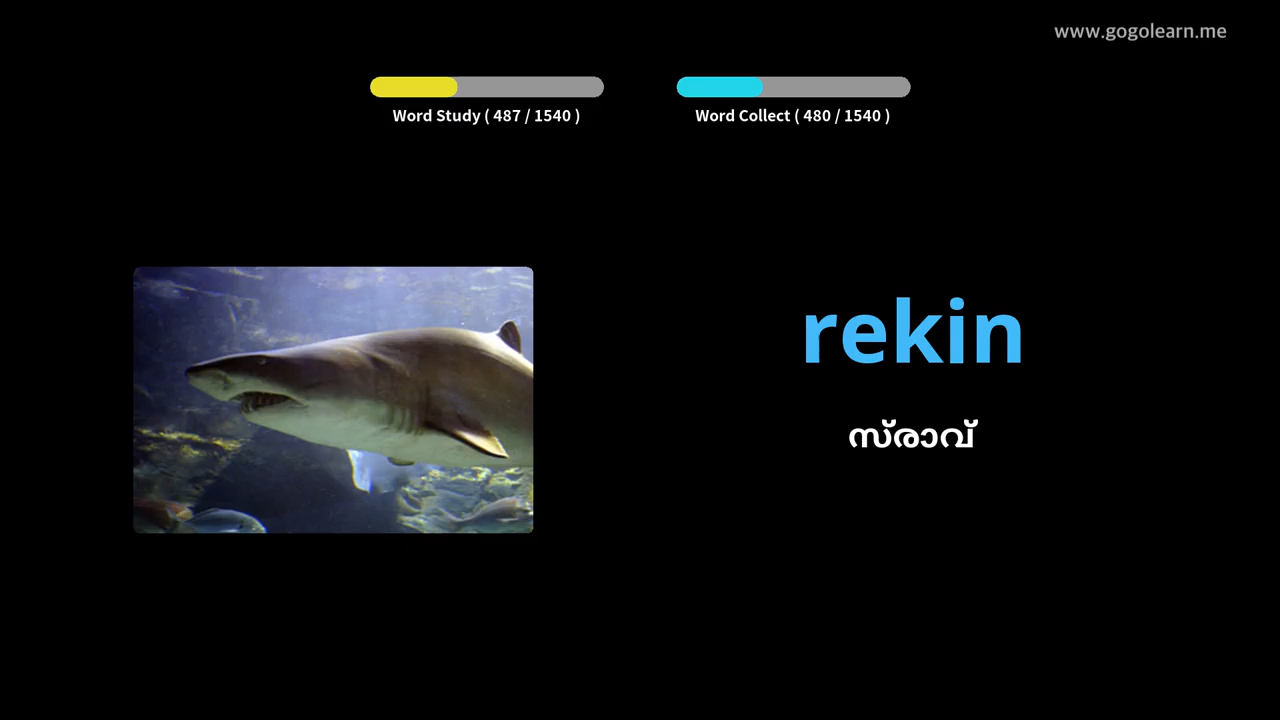 www.gogolearn.me
Word Study ( 487 / 1540 )
Word Collect ( 480 / 1540 )
rekin
സ്രാവ്